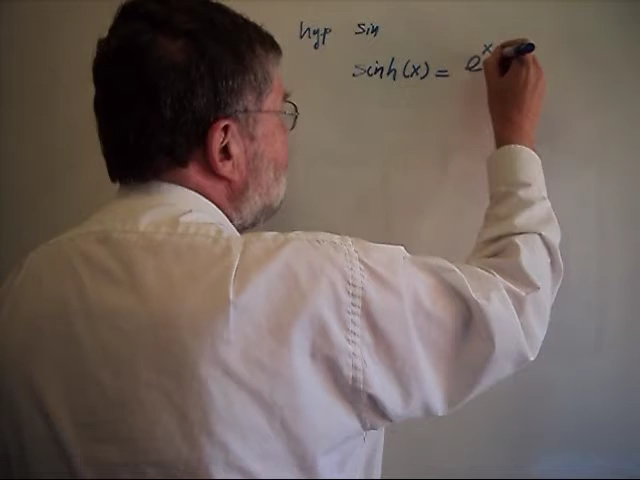 hyp sin
sinh(x) = e^x